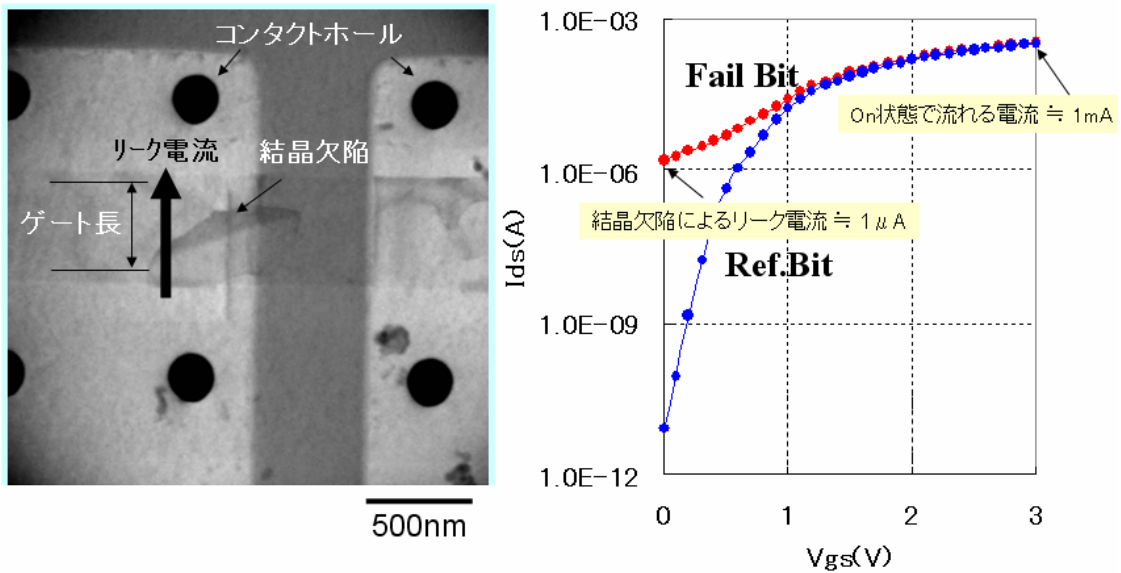 コンタクトホール
リーク電流
結晶欠陥
ゲート長
500nm
1.0E-03
Fail Bit
On状態で流れる電流 ≒ 1mA
1.0E-06
結晶欠陥によるリーク電流 ≒ 1μA
Ref.Bit
Ids(A)
1.0E-09
1.0E-12
0 1 2 3
Vgs(V)